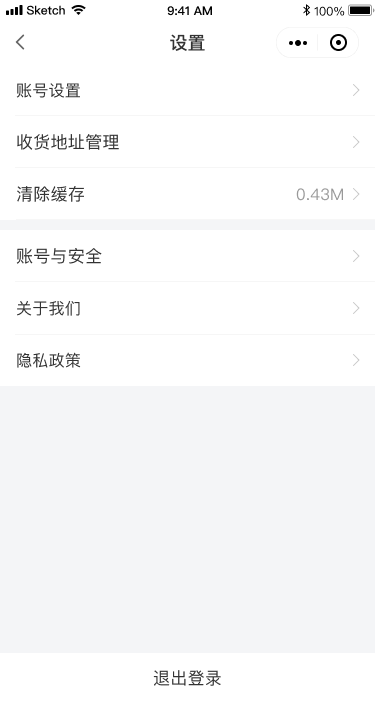 Sketch 9:41 AM 100%
设置
账号设置
收货地址管理
清除缓存 0.43M
账号与安全
关于我们
隐私政策
退出登录